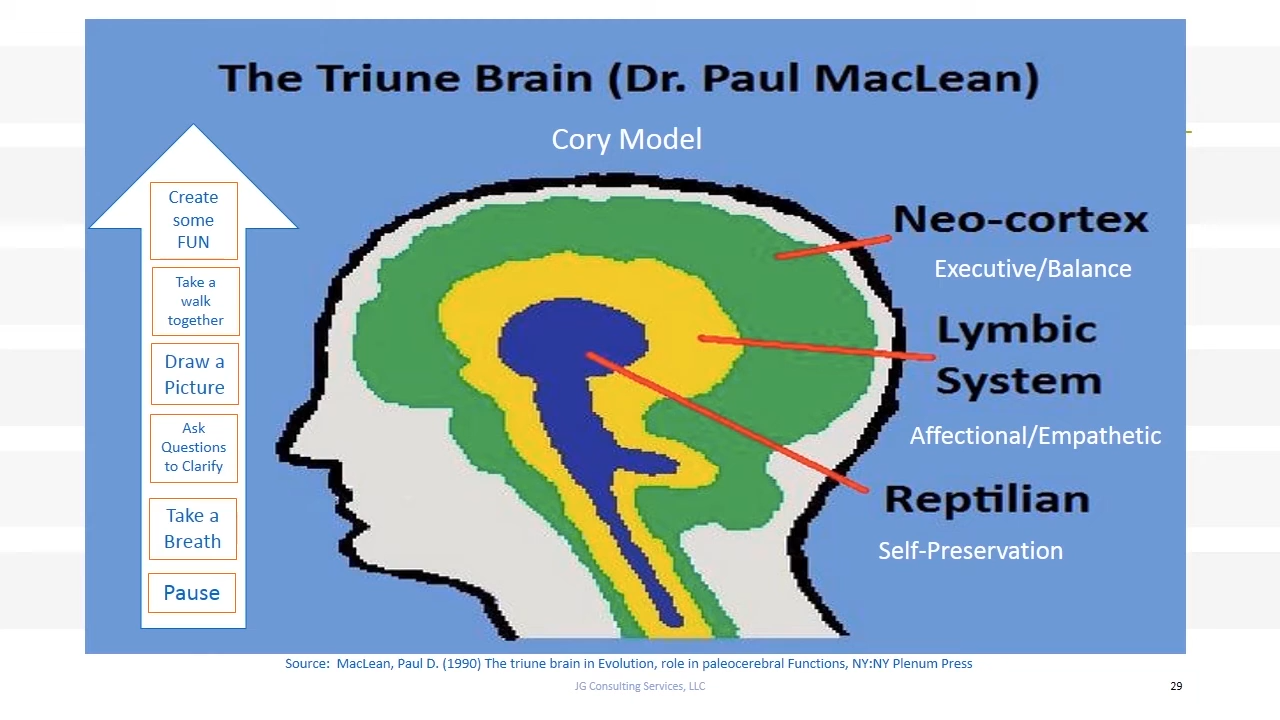 The Triune Brain (Dr. Paul MacLean)
Cory Model
Create
some
FUN
Take a
walk
together
Draw a
Picture
Ask
Questions
to Clarify
Take a
Breath
Pause
Neo-cortex
Executive/Balance
Lymbic
System
Affectional/Empathetic
Reptilian
Self-Preservation
Source:  MacLean, Paul D. (1990) The triune brain in Evolution, role in paleocerebral Functions, NY:NY Plenum Press
JG Consulting Services, LLC
29